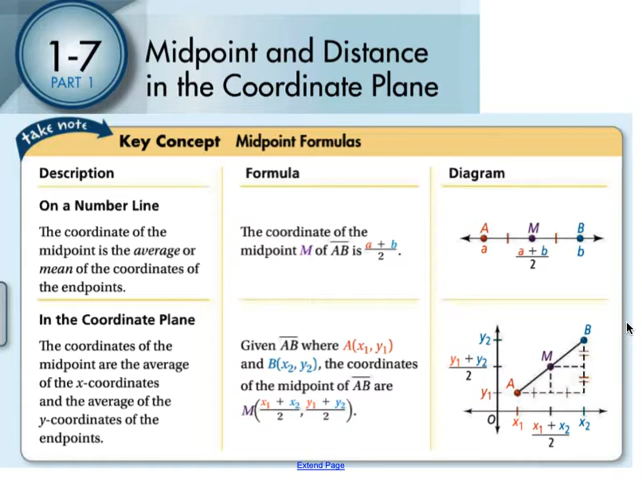 1-7
PART 1
Midpoint and Distance
in the Coordinate Plane
take note
Key Concept Midpoint Formulas
Description
Formula
Diagram
On a Number Line
The coordinate of the
midpoint is the average or
mean of the coordinates of
the endpoints.
The coordinate of the
midpoint M of AB is a + b / 2.
A M B
a a + b / 2 b
In the Coordinate Plane
The coordinates of the
midpoint are the average
of the x-coordinates
and the average of the
y-coordinates of the
endpoints.
Given AB where A(x₁, y₁)
and B(x₂, y₂), the coordinates
of the midpoint of AB are
M(x₁ + x₂ / 2, y₁ + y₂ / 2).
B
y₂
M
y₁ + y₂ / 2
A
y₁
O x₁ x₁ + x₂ / 2 x₂
Extend Page